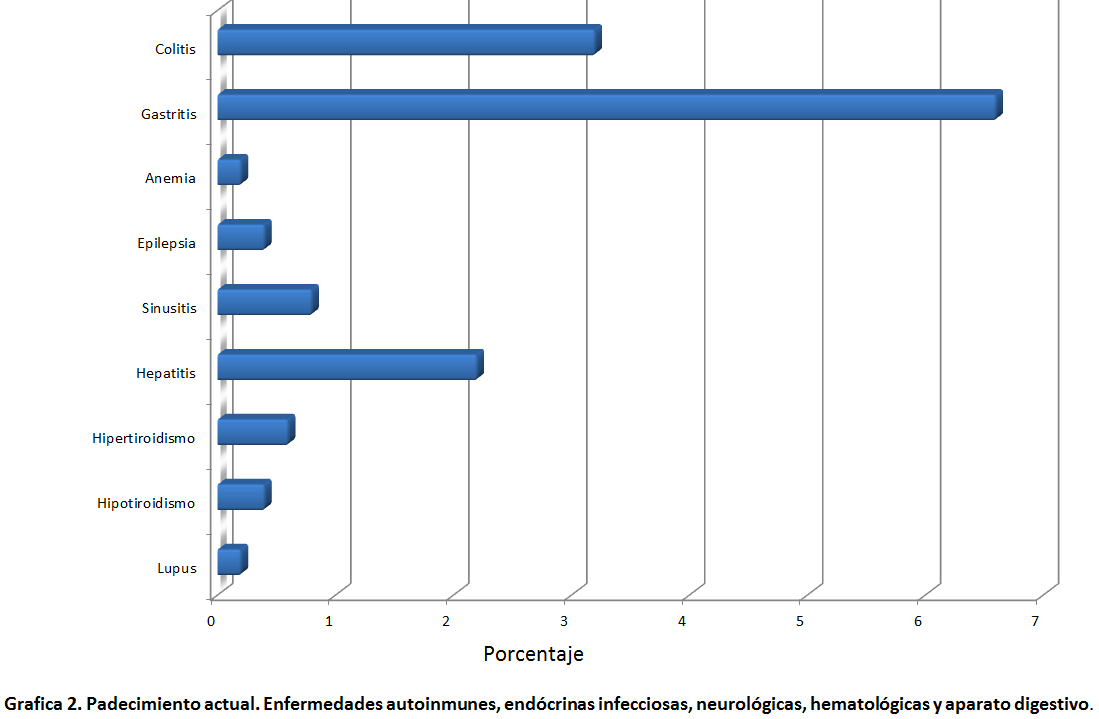 Colitis
Gastritis
Anemia
Epilepsia
Sinusitis
Hepatitis
Hipertiroidismo
Hipotiroidismo
Lupus
0 1 2 3 4 5 6 7
Porcentaje
Grafica 2. Padecimiento actual. Enfermedades autoinmunes, endócrinas infecciosas, neurológicas, hematológicas y aparato digestivo.